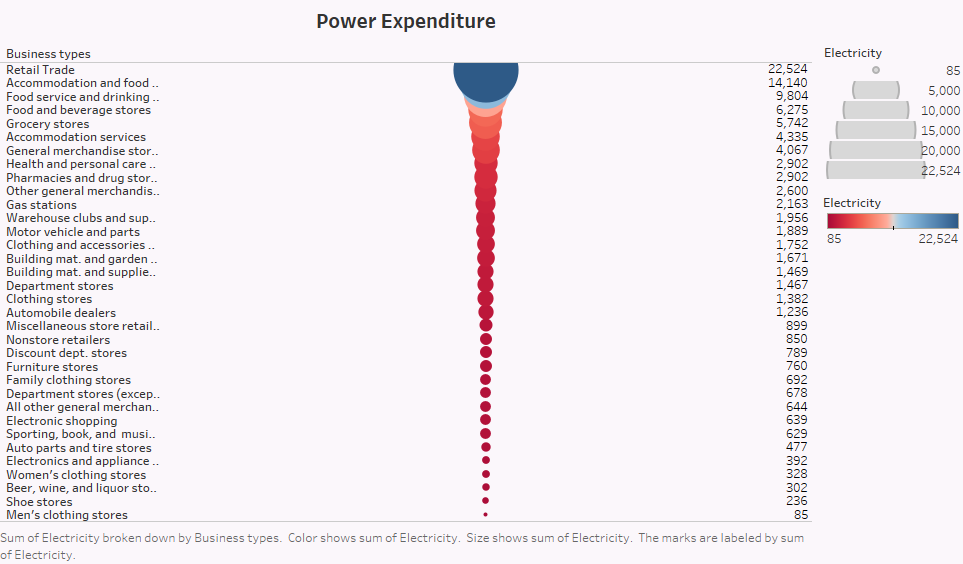 Power Expenditure
Business types
Retail Trade 22,524
Accommodation and food .. 14,140
Food service and drinking .. 9,804
Food and beverage stores 6,275
Grocery stores 5,742
Accommodation services 4,335
General merchandise stor.. 4,067
Health and personal care .. 2,902
Pharmacies and drug stor.. 2,902
Other general merchandis.. 2,600
Gas stations 2,163
Warehouse clubs and sup.. 1,956
Motor vehicle and parts 1,889
Clothing and accessories .. 1,752
Building mat. and garden .. 1,671
Building mat. and supplie.. 1,469
Department stores 1,467
Clothing stores 1,382
Automobile dealers 1,236
Miscellaneous store retail.. 899
Nonstore retailers 850
Discount dept. stores 789
Furniture stores 760
Family clothing stores 692
Department stores (excep.. 678
All other general merchan.. 644
Electronic shopping 639
Sporting, book, and musi.. 629
Auto parts and tire stores 477
Electronics and appliance .. 392
Women's clothing stores 328
Beer, wine, and liquor sto.. 302
Shoe stores 236
Men's clothing stores 85
Electricity
85
5,000
10,000
15,000
20,000
22,524
Electricity
85 22,524
Sum of Electricity broken down by Business types. Color shows sum of Electricity. Size shows sum of Electricity. The marks are labeled by sum
of Electricity.